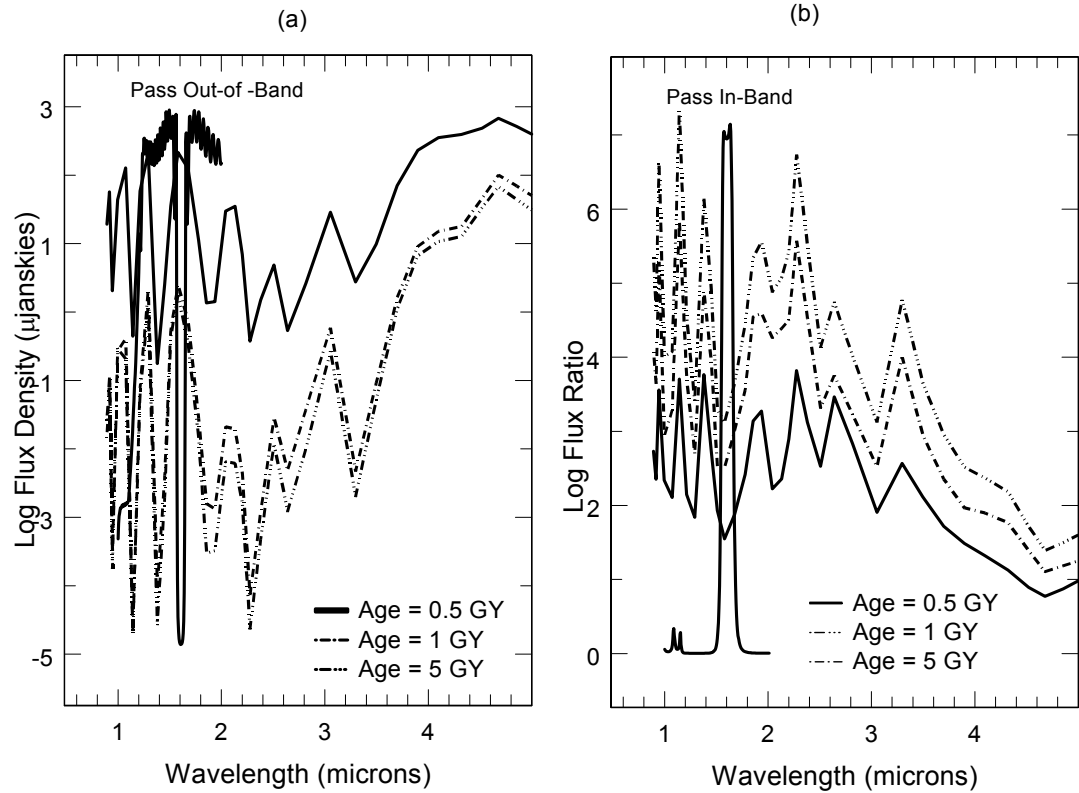 (a)
Pass Out-of -Band
3
1
-1
-3
-5
Log Flux Density (µjanskies)
Age = 0.5 GY
Age = 1 GY
Age = 5 GY
1
2
3
4
Wavelength (microns)
(b)
Pass In-Band
6
4
2
0
Log Flux Ratio
Age = 0.5 GY
Age = 1 GY
Age = 5 GY
1
2
3
4
Wavelength (microns)